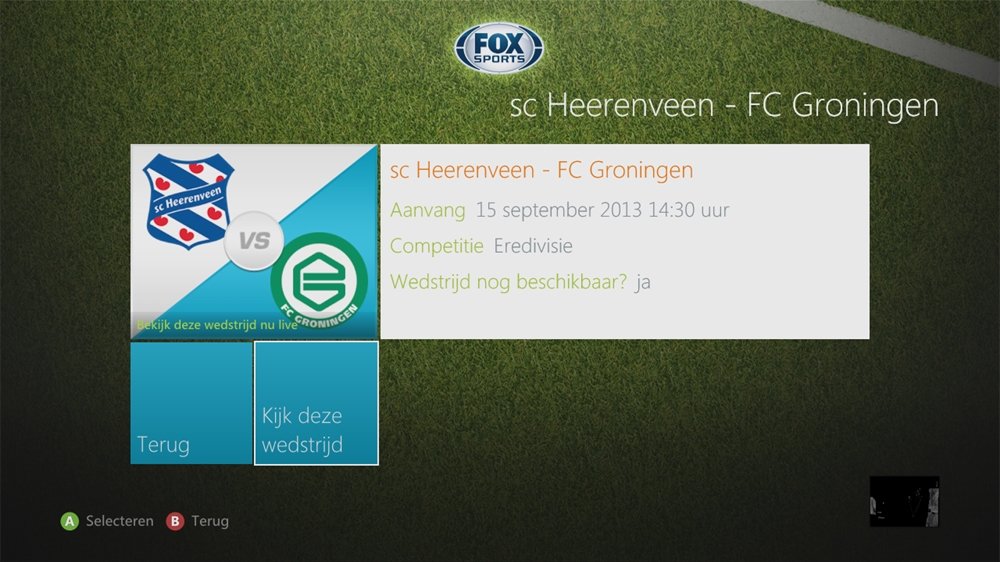 FOX
SPORTS
sc Heerenveen - FC Groningen
sc Heerenveen
VS
FC GRONINGEN
Bekijk deze wedstrijd nu live
sc Heerenveen - FC Groningen
Aanvang 15 september 2013 14:30 uur
Competitie Eredivisie
Wedstrijd nog beschikbaar? ja
Terug
Kijk deze
wedstrijd
A Selecteren B Terug